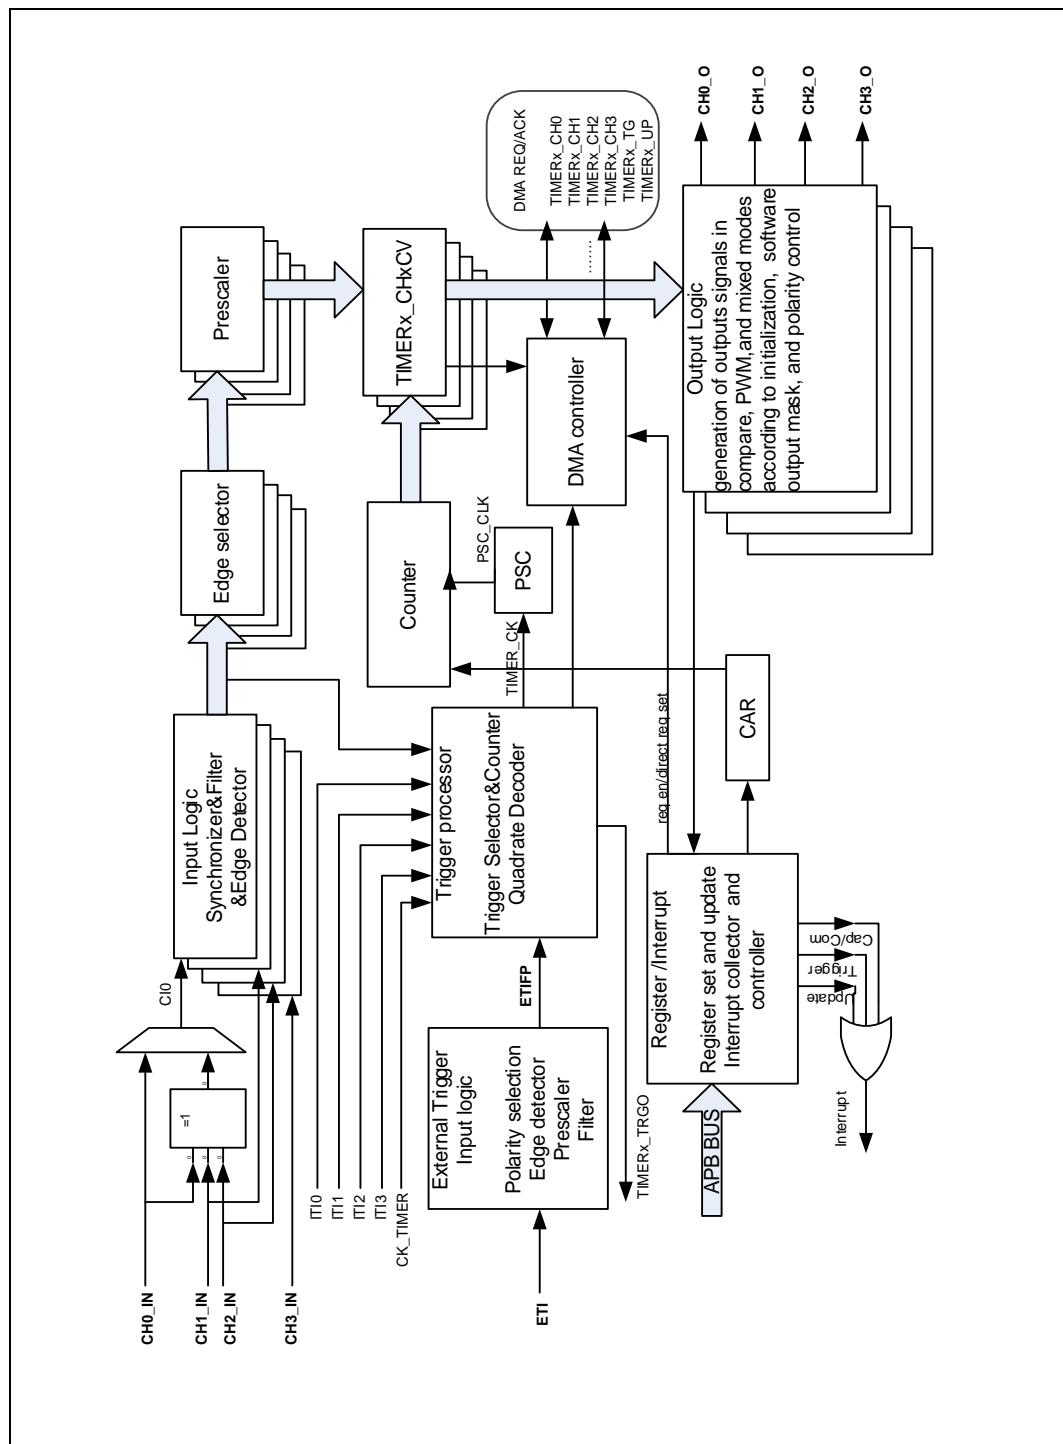 CH0_IN
CH1_IN
CH2_IN
CH3_IN
=1
CI0
Input Logic
Synchronizer&Filter
&Edge Detector
Edge selector
Prescaler
ITI0
ITI1
ITI2
ITI3
CK_TIMER
Trigger processor
Trigger Selector&Counter
Quadrate Decoder
TIMER_CK
PSC
PSC_CLK
Counter
TIMERx_CHxCV
DMA REQ/ACK
TIMERx_CH0
TIMERx_CH1
TIMERx_CH2
TIMERx_CH3
TIMERx_TG
TIMERx_UP
........
DMA controller
ETI
External Trigger
Input logic
Polarity selection
Edge detector
Prescaler
Filter
ETIFP
TIMERx_TRGO
APB BUS
Register /Interrupt
Register set and update
Interrupt collector and
controller
CAR
req en/direct req set
Update
Trigger
Cap/Com
Interrupt
Output Logic
generation of outputs signals in
compare, PWM,and mixed modes
according to initialization, software
output mask, and polarity control
CH0_O
CH1_O
CH2_O
CH3_O